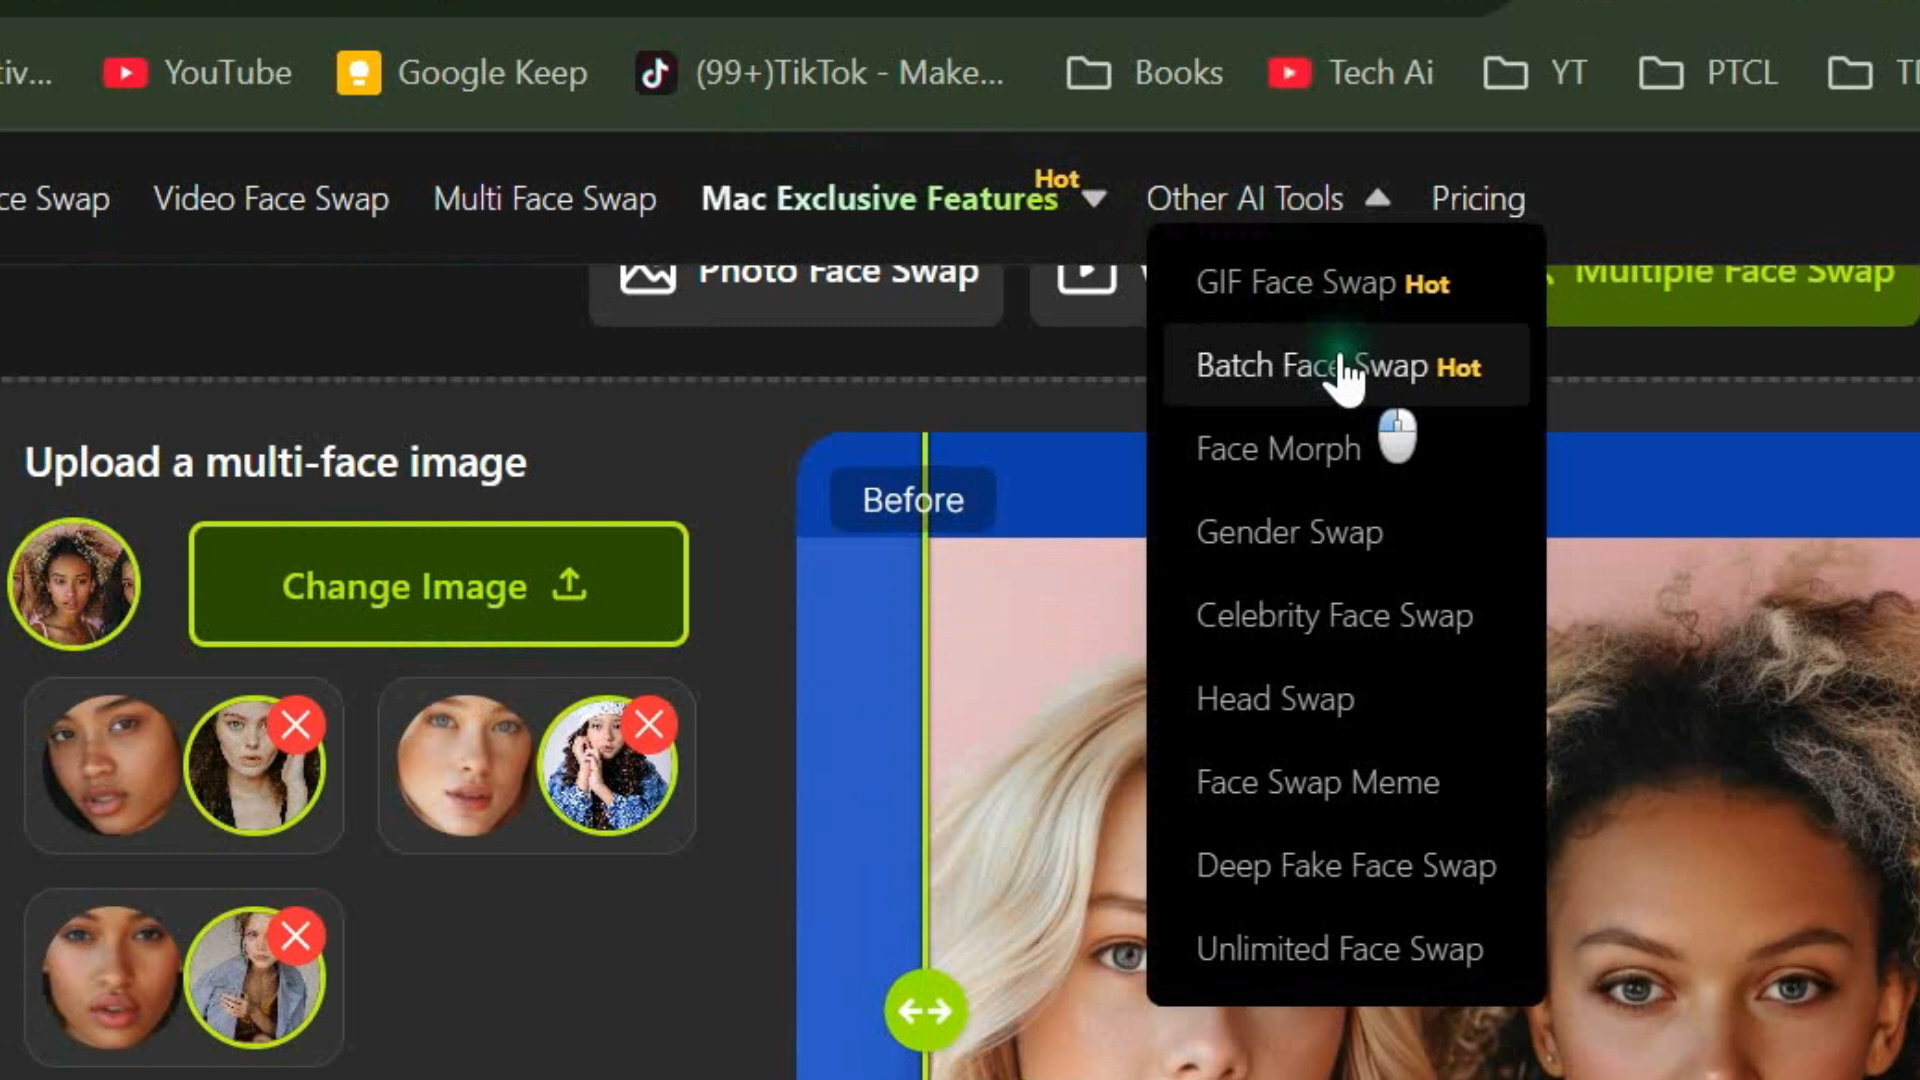 YouTube
Google Keep
(99+)TikTok - Make...
Books
Tech Ai
YT
PTCL
ce Swap
Video Face Swap
Multi Face Swap
Mac Exclusive Features
Hot
Other AI Tools
Pricing
Photo Face Swap
Multiple Face Swap
GIF Face Swap Hot
Batch Face Swap Hot
Face Morph
Gender Swap
Celebrity Face Swap
Head Swap
Face Swap Meme
Deep Fake Face Swap
Unlimited Face Swap
Upload a multi-face image
Change Image
Before